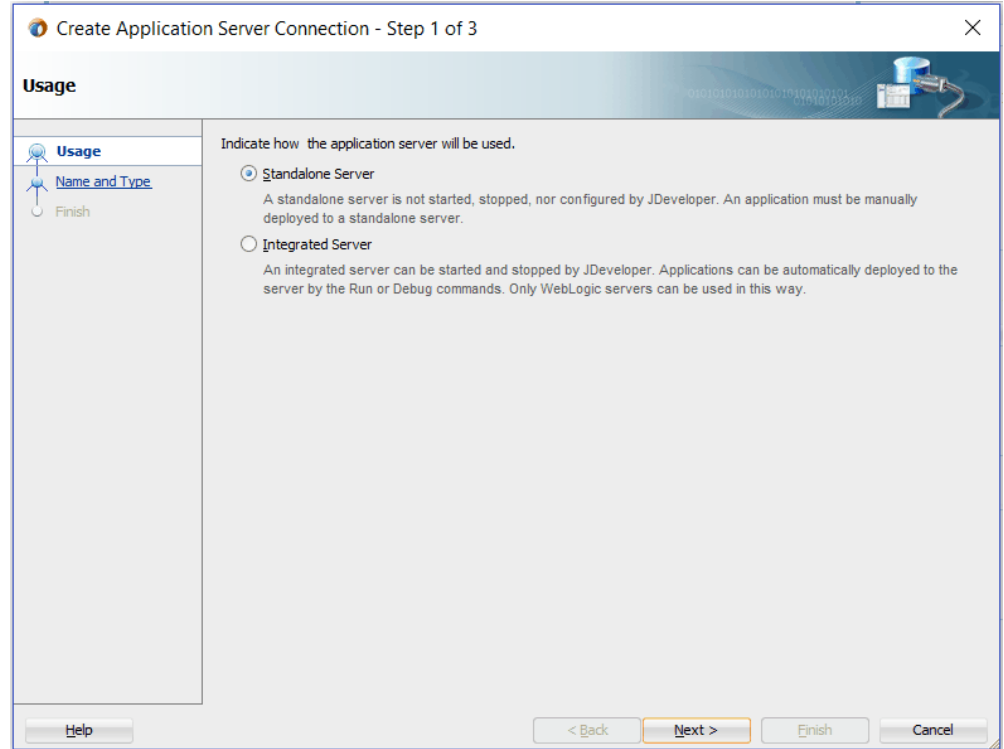 Create Application Server Connection - Step 1 of 3
Usage
Usage
Name and Type
Finish
Indicate how the application server will be used.
Standalone Server
A standalone server is not started, stopped, nor configured by JDeveloper. An application must be manually
deployed to a standalone server.
Integrated Server
An integrated server can be started and stopped by JDeveloper. Applications can be automatically deployed to the
server by the Run or Debug commands. Only WebLogic servers can be used in this way.
Help
< Back
Next >
Finish
Cancel